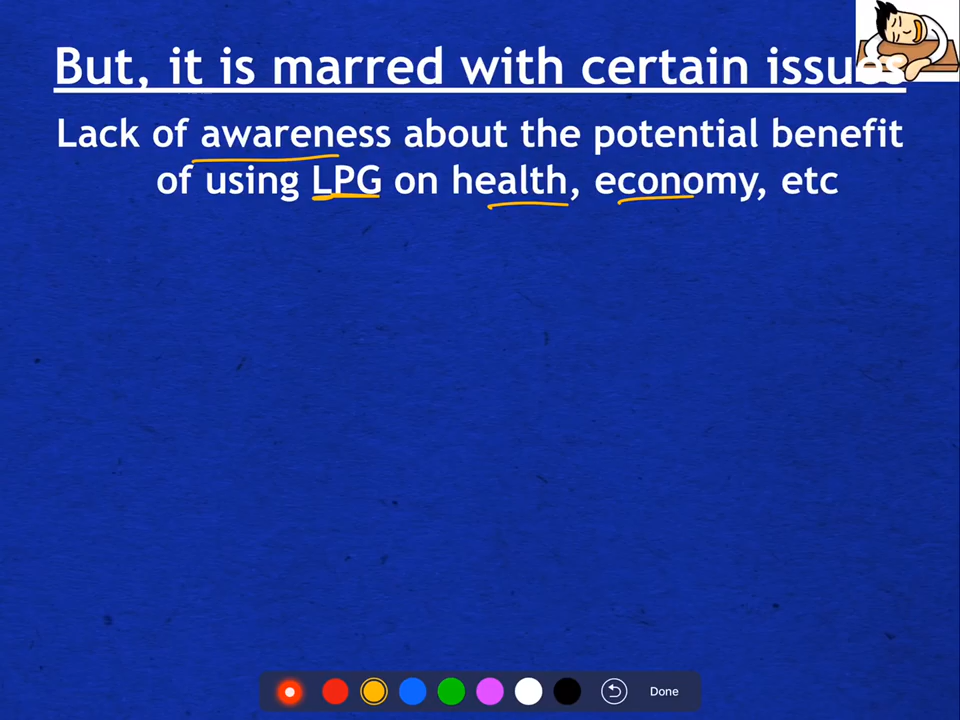 But, it is marred with certain issues
Lack of awareness about the potential benefit
of using LPG on health, economy, etc
Done